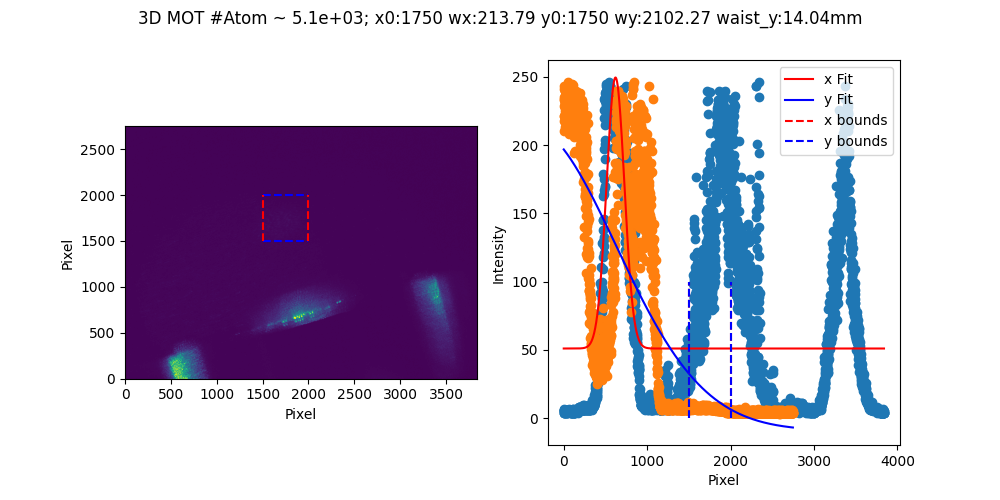 3D MOT #Atom ~ 5.1e+03; x0:1750 wx:213.79 y0:1750 wy:2102.27 waist_y:14.04mm
2500
2000
1500
1000
500
0
Pixel
0 500 1000 1500 2000 2500 3000 3500
Pixel
250
200
150
100
50
0
Intensity
x Fit
y Fit
x bounds
y bounds
0 1000 2000 3000 4000
Pixel